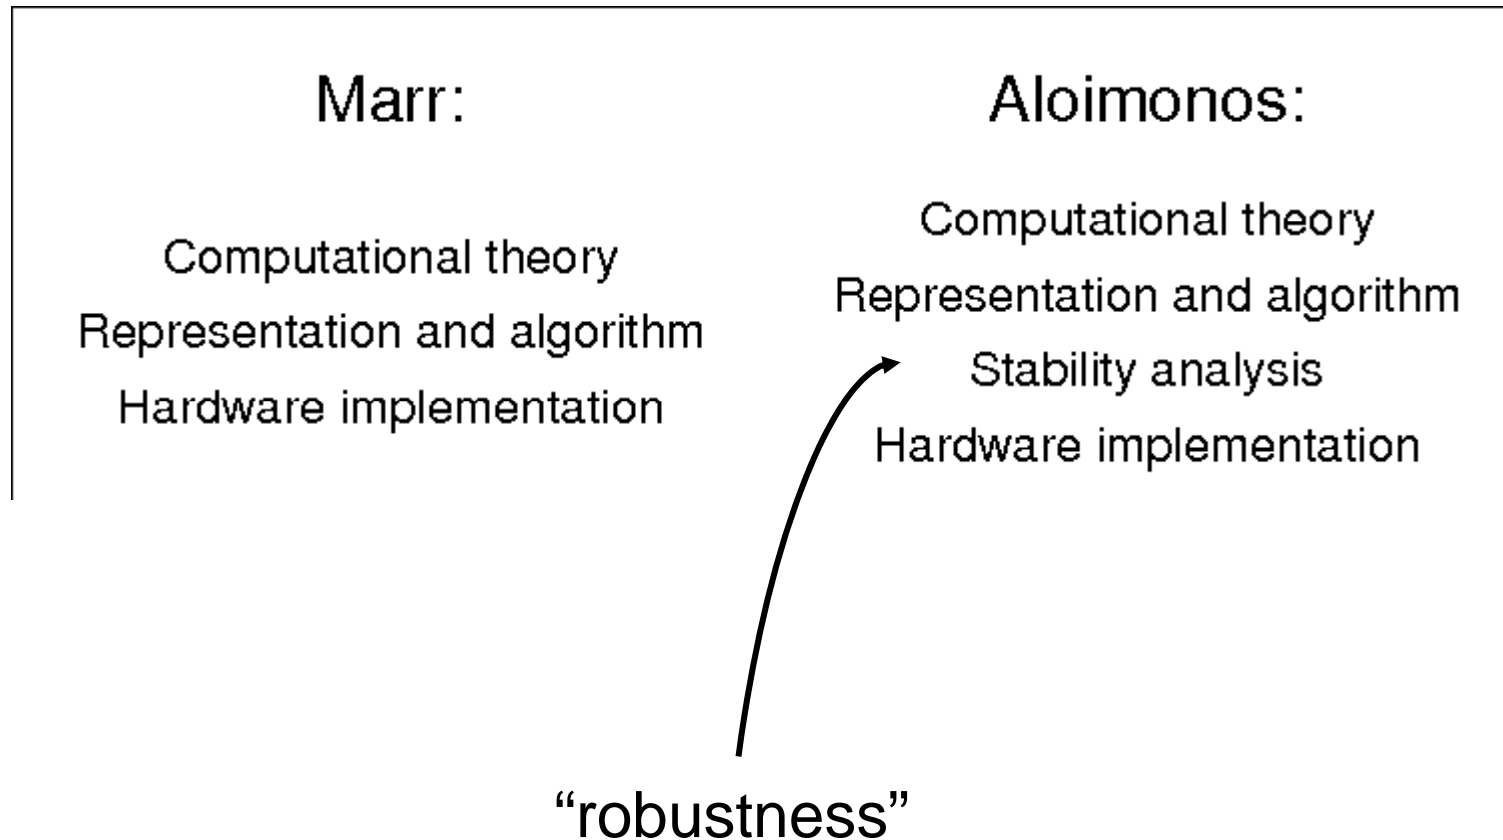 Marr:
Computational theory
Representation and algorithm
Hardware implementation
Aloimonos:
Computational theory
Representation and algorithm
Stability analysis
Hardware implementation
“robustness”